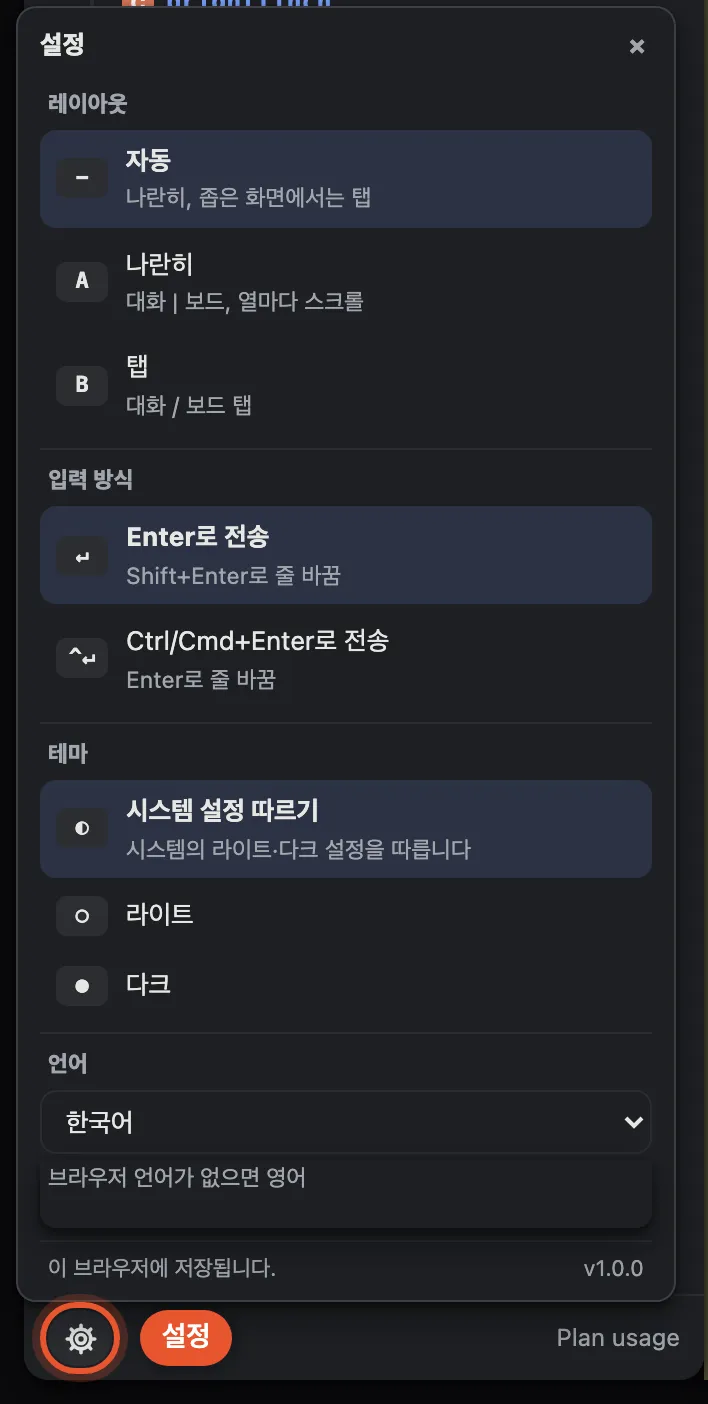 설정
×
레이아웃
자동
나란히, 좁은 화면에서는 탭
A
나란히
대화 | 보드, 열마다 스크롤
B
탭
대화 / 보드 탭
입력 방식
Enter로 전송
Shift+Enter로 줄 바꿈
Ctrl/Cmd+Enter로 전송
Enter로 줄 바꿈
테마
시스템 설정 따르기
시스템의 라이트·다크 설정을 따릅니다
라이트
다크
언어
한국어
브라우저 언어가 없으면 영어
이 브라우저에 저장됩니다.
v1.0.0
설정
Plan usage